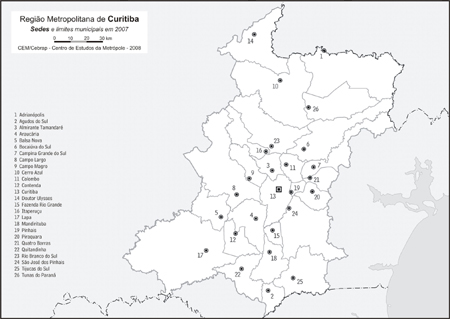 Região Metropolitana de Curitiba
Sedes e limites municipais em 2007
0 10 20 30 km
GEM/Cebrap - Centro de Estudos da Metrópole - 2008
1 Adrianópolis
2 Agudos do Sul
3 Almirante Tamandaré
4 Araucária
5 Balsa Nova
6 Bocaiúva do Sul
7 Campina Grande do Sul
8 Campo Largo
9 Campo Magro
10 Cerro Azul
11 Colombo
12 Contenda
13 Curitiba
14 Doutor Ulysses
15 Fazenda Rio Grande
16 Itaperuçu
17 Lapa
18 Mandirituba
19 Pinhais
20 Piraquara
21 Quatro Barras
22 Quitandinha
23 Rio Branco do Sul
24 São José dos Pinhais
25 Tijucas do Sul
26 Tunas do Paraná
14
1
10
26
23
16
6
3
11
7
9
21
8
13
19
20
24
5
4
12
15
17
18
22
25
2